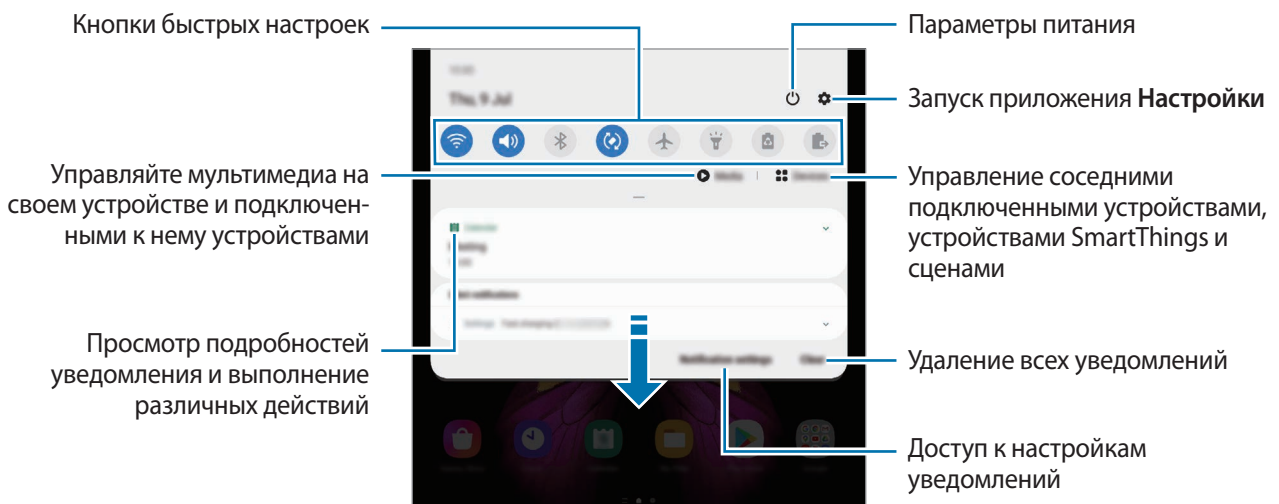 Кнопки быстрых настроек
Параметры питания
Thu, 9 Jul
Запуск приложения Настройки
Управляйте мультимедиа на
своем устройстве и подключен-
ными к нему устройствами
Media
Devices
Управление соседними
подключенными устройствами,
устройствами SmartThings и
сценами
Calendar
Просмотр подробностей
уведомления и выполнение
различных действий
Notification settings
Clear
Удаление всех уведомлений
Доступ к настройкам
уведомлений